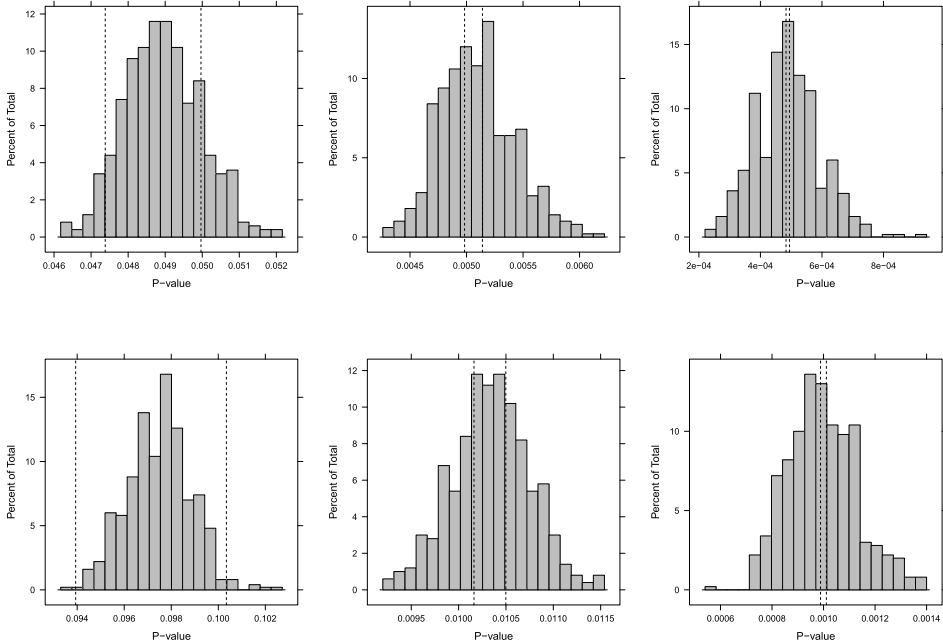 12
10
8
6
4
2
0
Percent of Total
0.046 0.047 0.048 0.049 0.050 0.051 0.052
P−value
10
5
0
Percent of Total
0.0045 0.0050 0.0055 0.0060
P−value
15
10
5
0
Percent of Total
2e−04 4e−04 6e−04 8e−04
P−value
15
10
5
0
Percent of Total
0.094 0.096 0.098 0.100 0.102
P−value
12
10
8
6
4
2
0
Percent of Total
0.0095 0.0100 0.0105 0.0110 0.0115
P−value
10
5
0
Percent of Total
0.0006 0.0008 0.0010 0.0012 0.0014
P−value